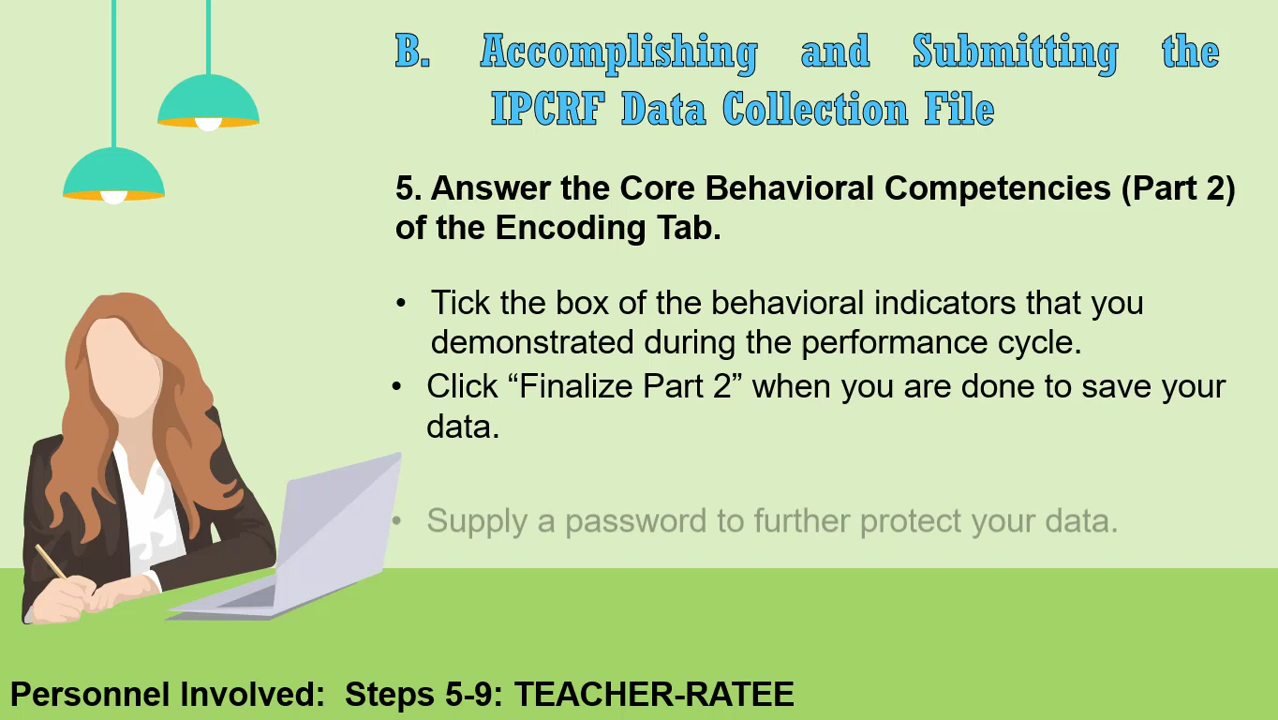 B. Accomplishing and Submitting the
IPCRF Data Collection File
5. Answer the Core Behavioral Competencies (Part 2)
of the Encoding Tab.
• Tick the box of the behavioral indicators that you
demonstrated during the performance cycle.
• Click “Finalize Part 2” when you are done to save your
data.
• Supply a password to further protect your data.
Personnel Involved: Steps 5-9: TEACHER-RATEE